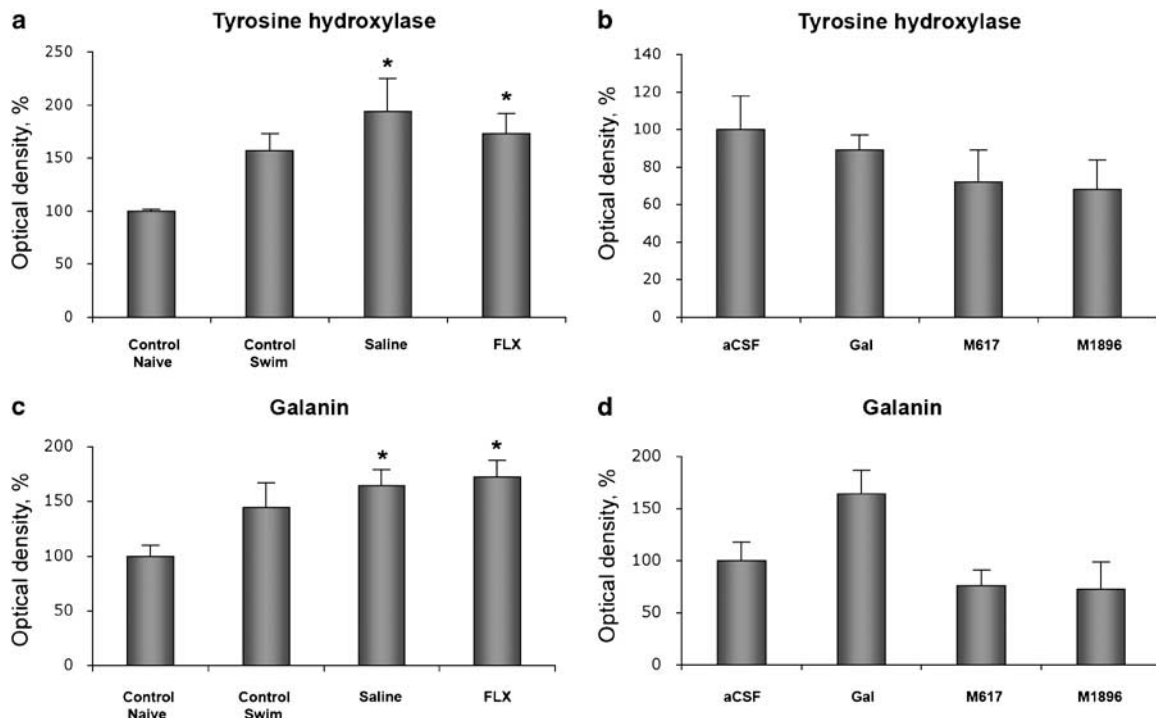 a
Tyrosine hydroxylase
Optical density, %
250
200
150
100
50
0
*
*
Control
Naive
Control
Swim
Saline
FLX
b
Tyrosine hydroxylase
Optical density, %
140
120
100
80
60
40
20
0
aCSF
Gal
M617
M1896
c
Galanin
Optical density, %
200
150
100
50
0
*
*
Control
Naive
Control
Swim
Saline
FLX
d
Galanin
Optical density, %
200
150
100
50
0
aCSF
Gal
M617
M1896